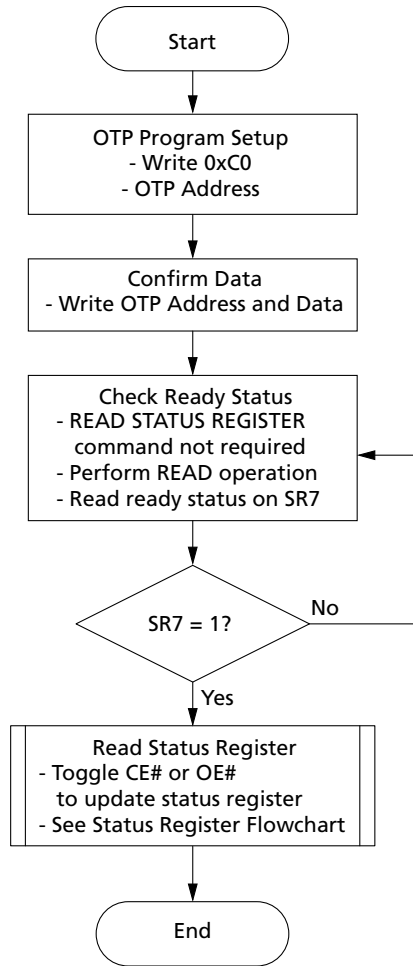 Start
OTP Program Setup
- Write 0xC0
- OTP Address
Confirm Data
- Write OTP Address and Data
Check Ready Status
- READ STATUS REGISTER
command not required
- Perform READ operation
- Read ready status on SR7
SR7 = 1?
No
Yes
Read Status Register
- Toggle CE# or OE#
to update status register
- See Status Register Flowchart
End